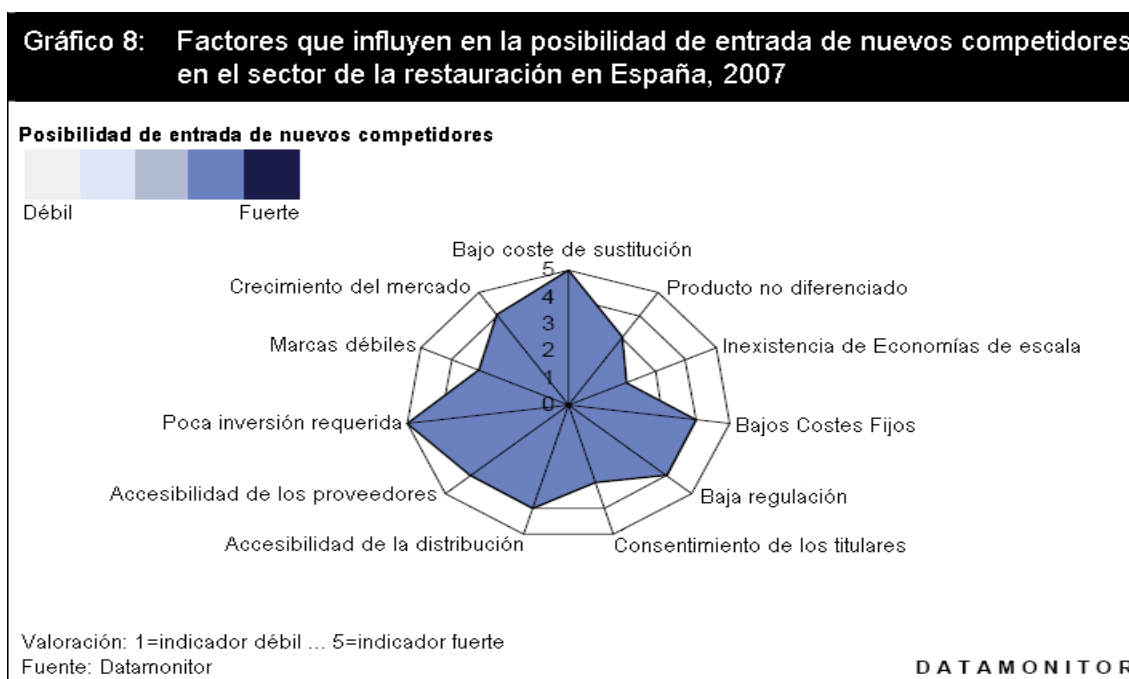 Gráfico 8: Factores que influyen en la posibilidad de entrada de nuevos competidores
en el sector de la restauración en España, 2007
Posibilidad de entrada de nuevos competidores
Débil Fuerte
Bajo coste de sustitución
Crecimiento del mercado
Producto no diferenciado
Marcas débiles
Inexistencia de Economías de escala
Poca inversión requerida
Bajos Costes Fijos
Accesibilidad de los proveedores
Baja regulación
Accesibilidad de la distribución
Consentimiento de los titulares
5
4
3
2
1
0
Valoración: 1=indicador débil ... 5=indicador fuerte
Fuente: Datamonitor
DATAMONITOR